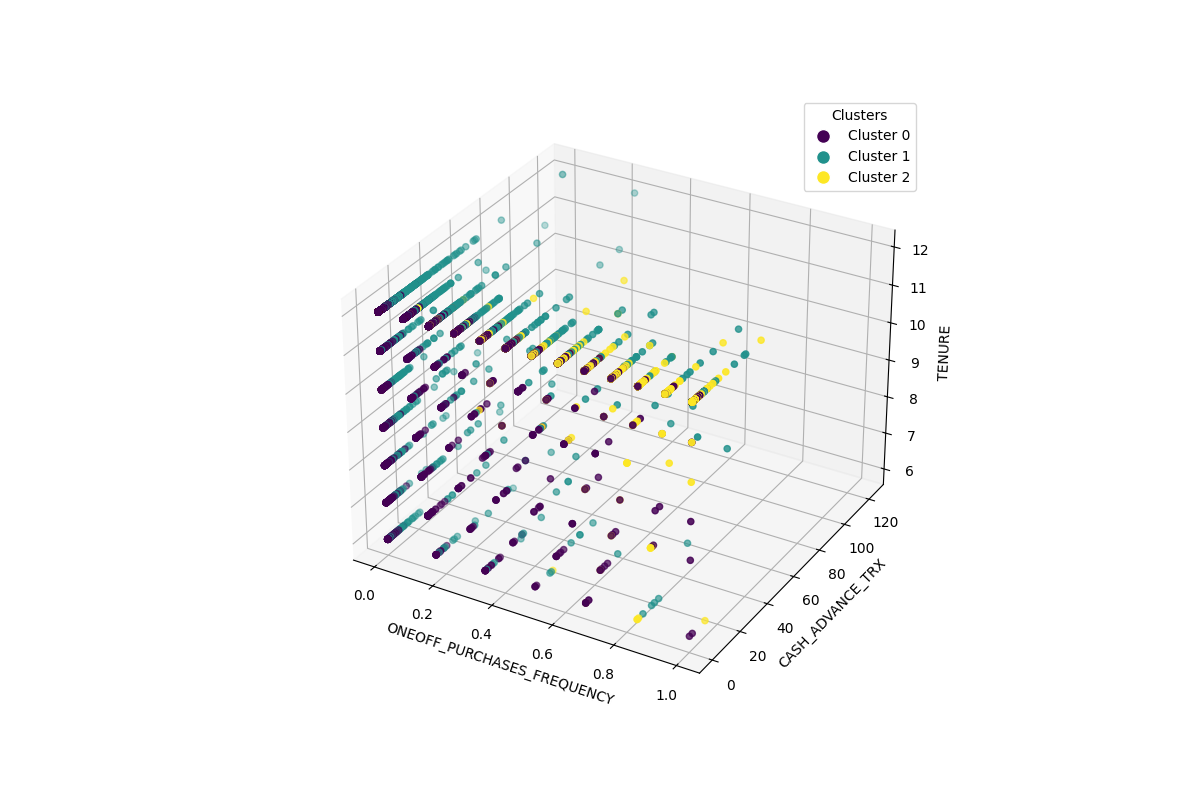 Clusters
Cluster 0
Cluster 1
Cluster 2
12
11
10
9
8
7
6
TENURE
120
100
80
60
40
20
0
CASH_ADVANCE_TRX
0.0
0.2
0.4
0.6
0.8
1.0
ONEOFF_PURCHASES_FREQUENCY